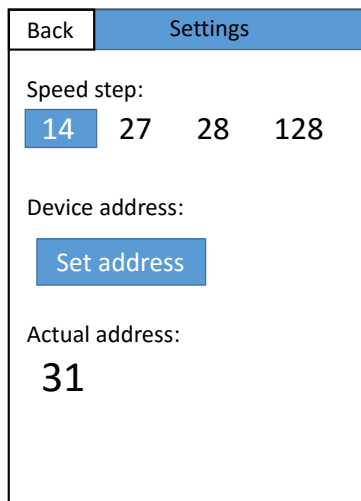 Back Settings
Speed step:
14 27 28 128
Device address:
Set address
Actual address:
31